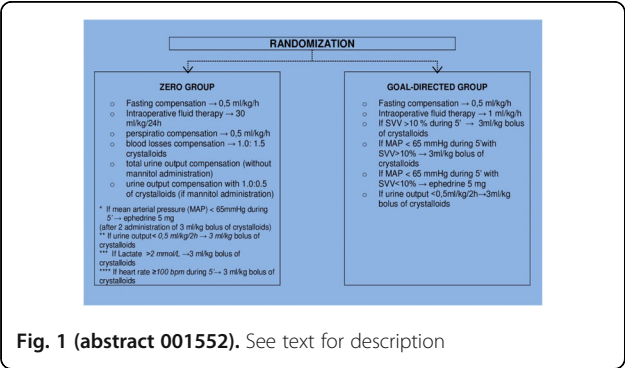 RANDOMIZATION
ZERO GROUP
o Fasting compensation → 0,5 ml/kg/h
o Intraoperative fluid therapy → 30
ml/kg/24h
o perspiratio compensation → 0,5 ml/kg/h
o blood losses compensation → 1.0: 1.5
crystalloids
o total urine output compensation (without
mannitol administration)
o urine output compensation with 1.0:0.5
of crystalloids (if mannitol administration)
* If mean arterial pressure (MAP) < 65mmHg during
5'→ ephedrine 5 mg
(after 2 administration of 3 ml/kg bolus of crystalloids)
** If urine output< 0,5 ml/kg/2h → 3 ml/kg bolus of
crystalloids
*** If Lactate >2 mmol/L →3 ml/kg bolus of
crystalloids
**** If heart rate ≥100 bpm during 5'→ 3 ml/kg bolus of
crystalloids
GOAL-DIRECTED GROUP
o Fasting compensation → 0,5 ml/kg/h
o Intraoperative fluid therapy → 1 ml/kg/h
o If SVV >10 % during 5' → 3ml/kg bolus
of crystalloids
o If MAP < 65 mmHg during 5'with
SVV>10% → 3ml/kg bolus of
crystalloids
o If MAP < 65 mmHg during 5' with
SVV<10% → ephedrine 5 mg
o If urine output <0,5ml/kg/2h→3ml/kg
bolus of crystalloids
Fig. 1 (abstract 001552). See text for description